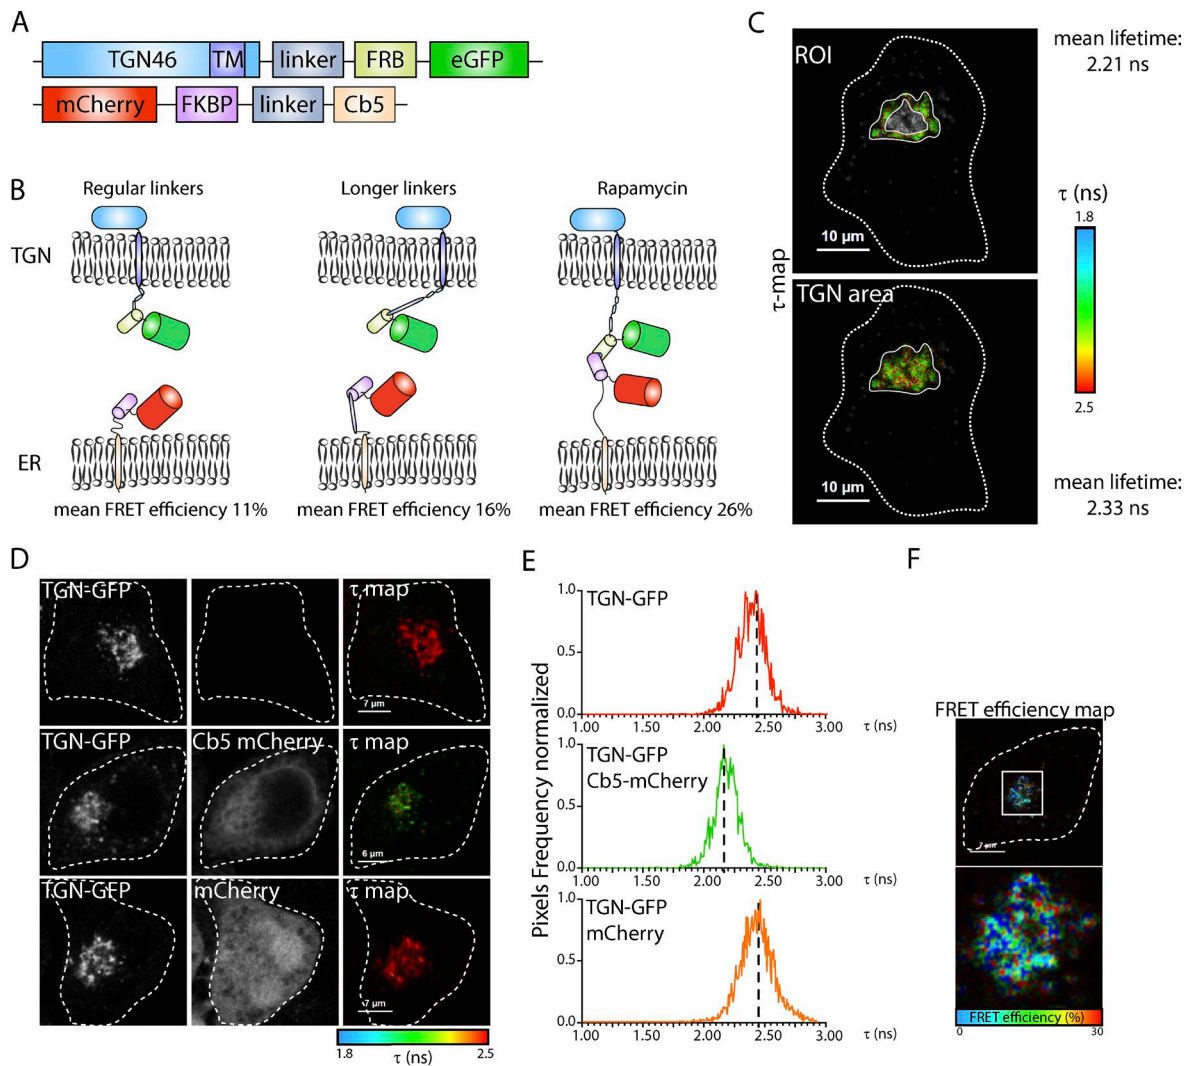 A
TGN46 TM linker FRB eGFP
mCherry FKBP linker Cb5
B
Regular linkers Longer linkers Rapamycin
TGN
ER
mean FRET efficiency 11% mean FRET efficiency 16% mean FRET efficiency 26%
C
ROI
10 µm
TGN area
10 µm
τ-map
mean lifetime:
2.21 ns
τ (ns)
1.8
2.5
mean lifetime:
2.33 ns
D
TGN-GFP τ map
7 µm
TGN-GFP Cb5 mCherry τ map
6 µm
TGN-GFP mCherry τ map
7 µm
1.8 2.5
τ (ns)
E
Pixels Frequency normalized
1.0
TGN-GFP
0.5
0.0
1.00 1.50 2.00 2.50 3.00 τ (ns)
1.0
TGN-GFP
Cb5-mCherry
0.5
0.0
1.00 1.50 2.00 2.50 3.00 τ (ns)
1.0
TGN-GFP
mCherry
0.5
0.0
1.00 1.50 2.00 2.50 3.00 τ (ns)
F
FRET efficiency map
7 µm
FRET efficiency (%)
0 30